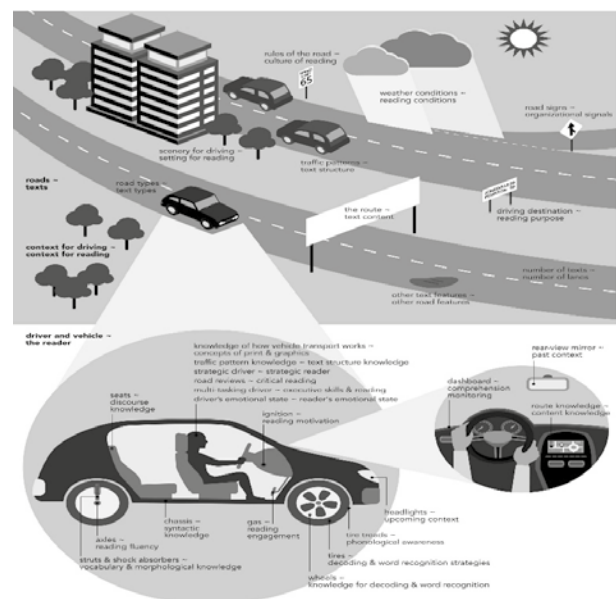 rules of the road ~
culture of reading
SPEED
LIMIT
65
weather conditions ~
reading conditions
road signs ~
organizational signals
scenery for driving ~
setting for reading
traffic patterns ~
text structure
roads ~
texts
road types ~
text types
the route ~
text content
driving destination ~
reading purpose
context for driving ~
context for reading
number of texts ~
number of lanes
other text features ~
other road features
driver and vehicle ~
the reader
knowledge of how vehicle transport works ~
concepts of print & graphics
traffic pattern knowledge ~ text structure knowledge
strategic driver ~ strategic reader
road reviews ~ critical reading
multi-tasking driver ~ executive skills & reading
driver's emotional state ~ reader's emotional state
rear-view mirror ~
past context
dashboard ~
comprehension
monitoring
route knowledge ~
content knowledge
seats ~
discourse
knowledge
ignition ~
reading motivation
headlights ~
upcoming context
chassis ~
syntactic
knowledge
gas ~
reading
engagement
tire treads ~
phonological awareness
axles ~
reading fluency
tires ~
decoding & word recognition strategies
struts & shock absorbers ~
vocabulary & morphological knowledge
wheels ~
knowledge for decoding & word recognition